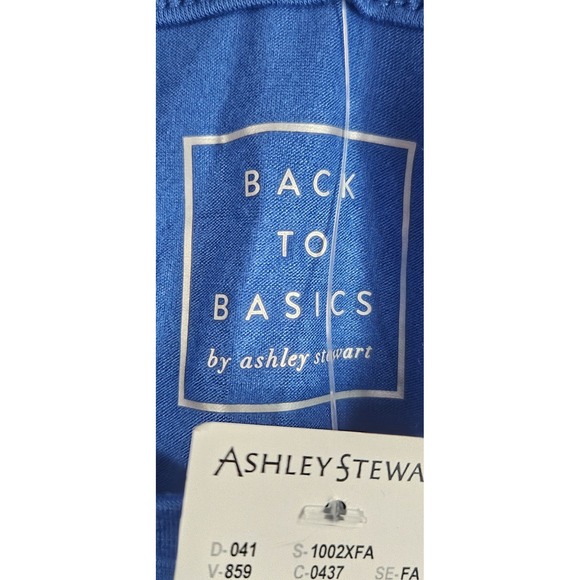 BACK
TO
BASICS
by ashley stewart
ASHLEY STEWA
D-041 S-1002XFA
V-859 C-0437 SE-FA